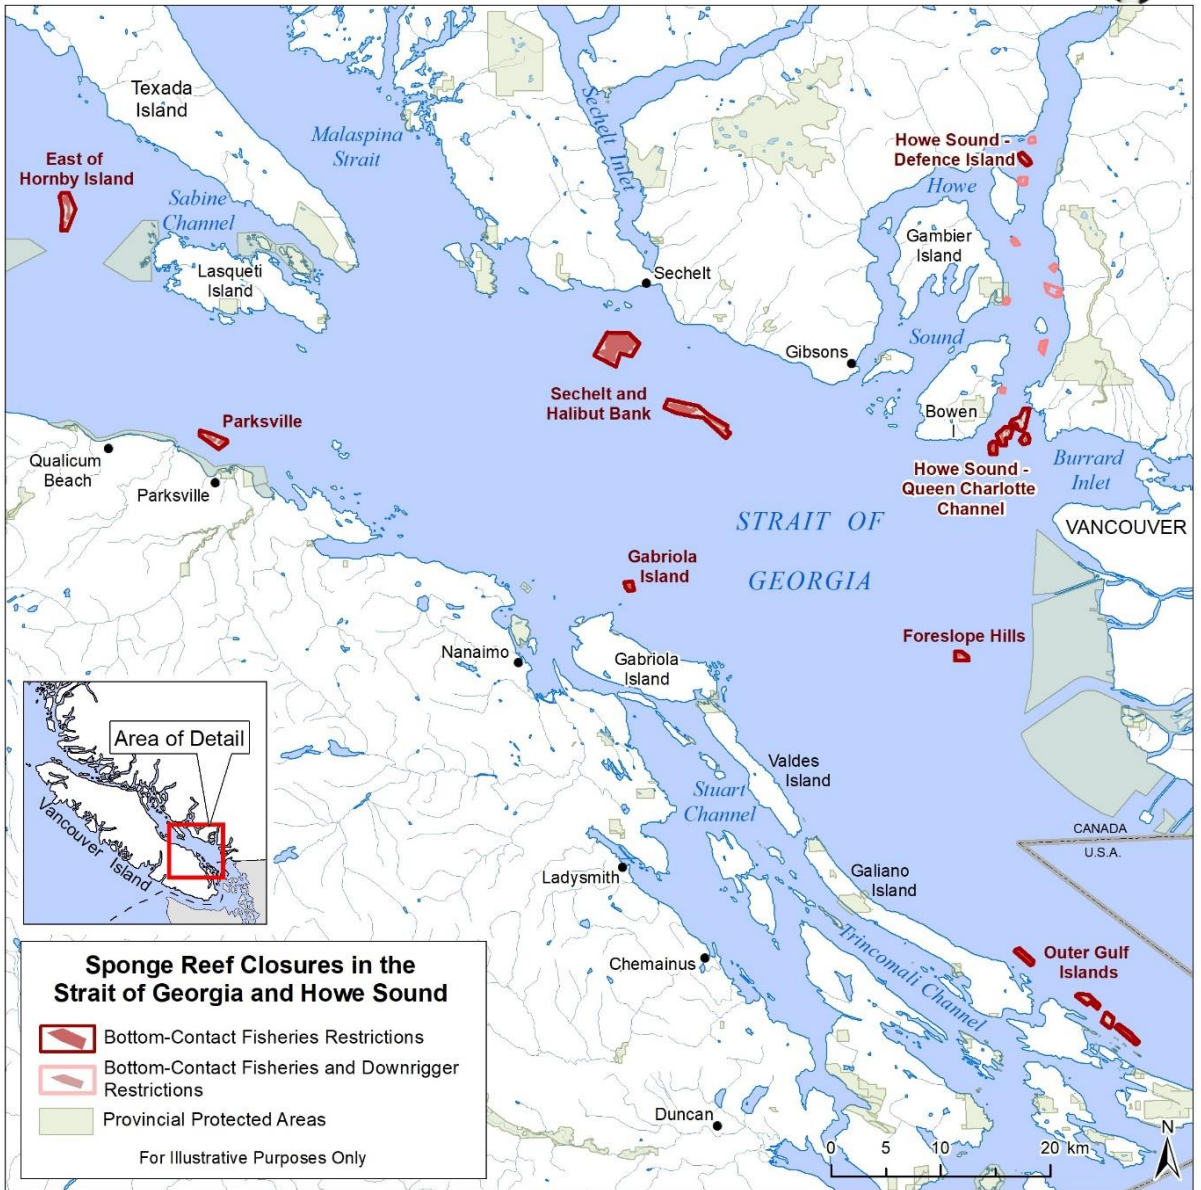 Texada
Island
Malaspina
Strait
Sechelt Inlet
Howe Sound -
Defence Island
East of
Hornby Island
Sabine
Channel
Howe
Gambier
Island
Lasqueti
Island
Sechelt
Sound
Gibsons
Sechelt and
Halibut Bank
Bowen
I
Parksville
Qualicum
Beach
Parksville
Howe Sound -
Queen Charlotte
Channel
Burrard
Inlet
STRAIT OF
GEORGIA
VANCOUVER
Gabriola
Island
Foreslope Hills
Nanaimo
Gabriola
Island
Area of Detail
Vancouver Island
Valdes
Island
Stuart
Channel
CANADA
U.S.A.
Ladysmith
Galiano
Island
Trincomali Channel
Chemainus
Outer Gulf
Islands
Sponge Reef Closures in the
Strait of Georgia and Howe Sound
Bottom-Contact Fisheries Restrictions
Bottom-Contact Fisheries and Downrigger
Restrictions
Provincial Protected Areas
For Illustrative Purposes Only
Duncan
0 5 10 20 km
N